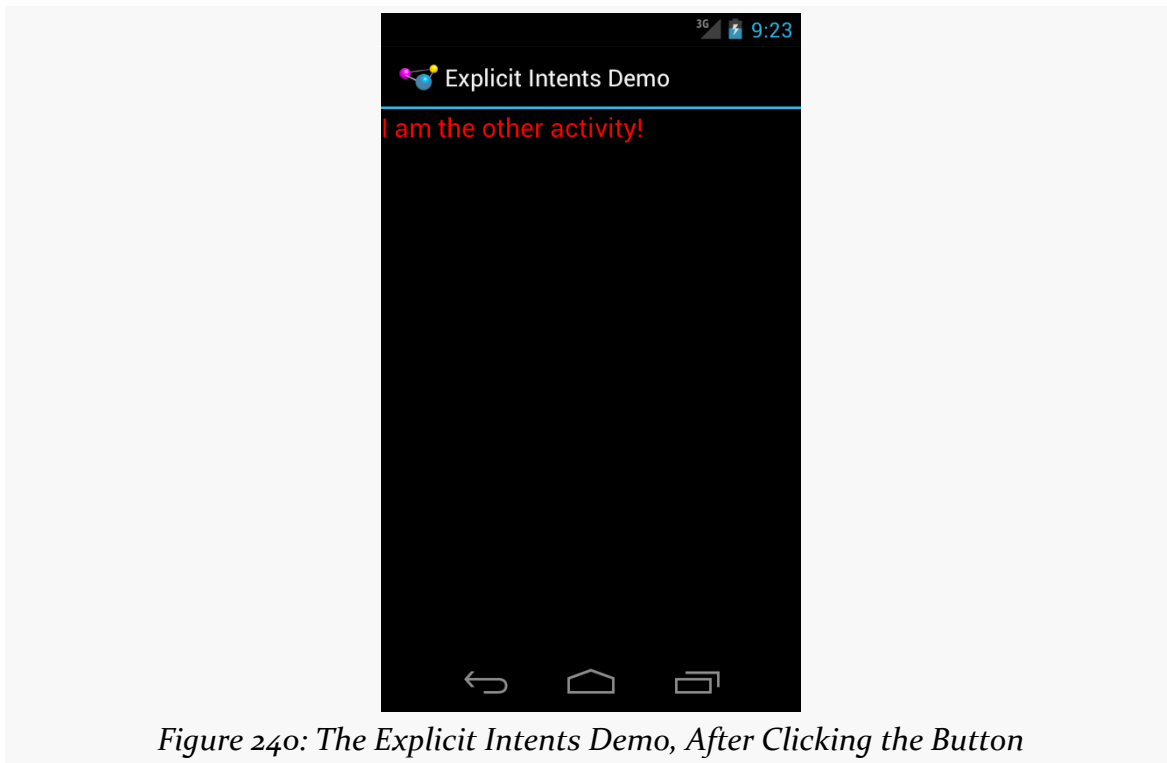 3G 9:23
Explicit Intents Demo
I am the other activity!
Figure 240: The Explicit Intents Demo, After Clicking the Button